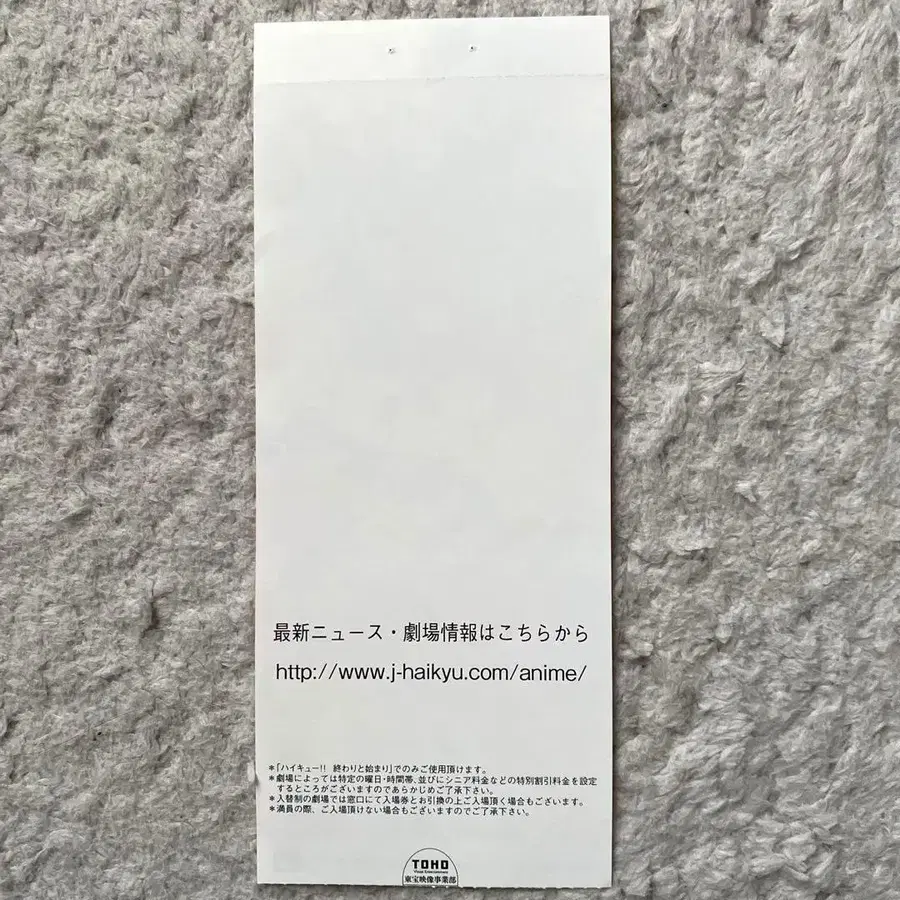 最新ニュース・劇場情報はこちらから
http://www.j-haikyu.com/anime/
＊「ハイキュー!!　終わりと始まり」でのみご使用頂けます。
＊劇場によっては特定の曜日・時間帯、並びにシニア料金などの特別割引料金を設定
するところがございますのであらかじめご了承下さい。
＊入替制の劇場では窓口にて入場券とお引換の上ご入場頂く場合もございます。
＊満員の際、ご入場頂けない場合もございますのでご了承下さい。
TOHO
Visual Entertainment
東宝映像事業部